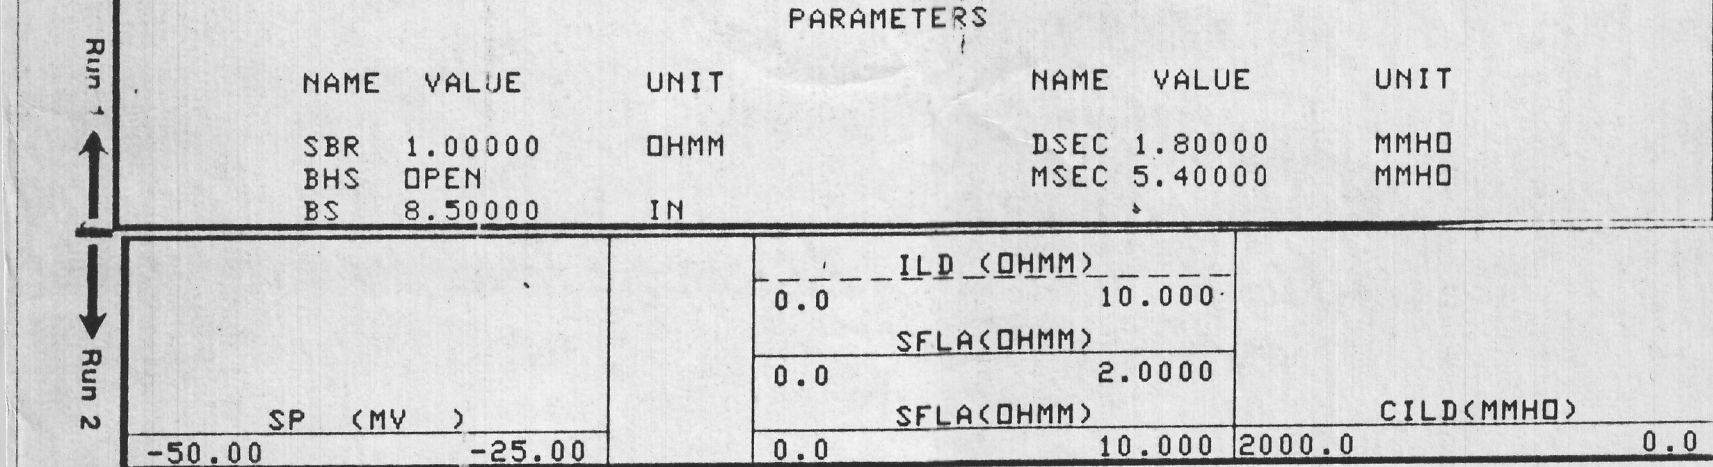 PARAMETERS
Run 1
NAME VALUE UNIT NAME VALUE UNIT
SBR 1.00000 OHMM DSEC 1.80000 MMHO
BHS OPEN MSEC 5.40000 MMHO
BS 8.50000 IN
Run 2
ILD (OHMM)
0.0 10.000
SFLA(OHMM)
0.0 2.0000
SP (MV ) SFLA(OHMM) CILD(MMHO)
-50.00 -25.00 0.0 10.000 2000.0 0.0